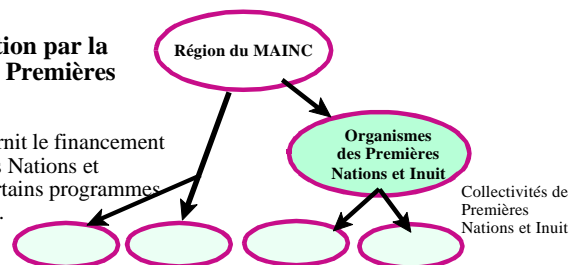 tion par la
Premières
Région du MAINC
rnit le financement
s Nations et
rtains programmes
.
Organismes
des Premières
Nations et Inuit
Collectivités de
Premières
Nations et Inuit